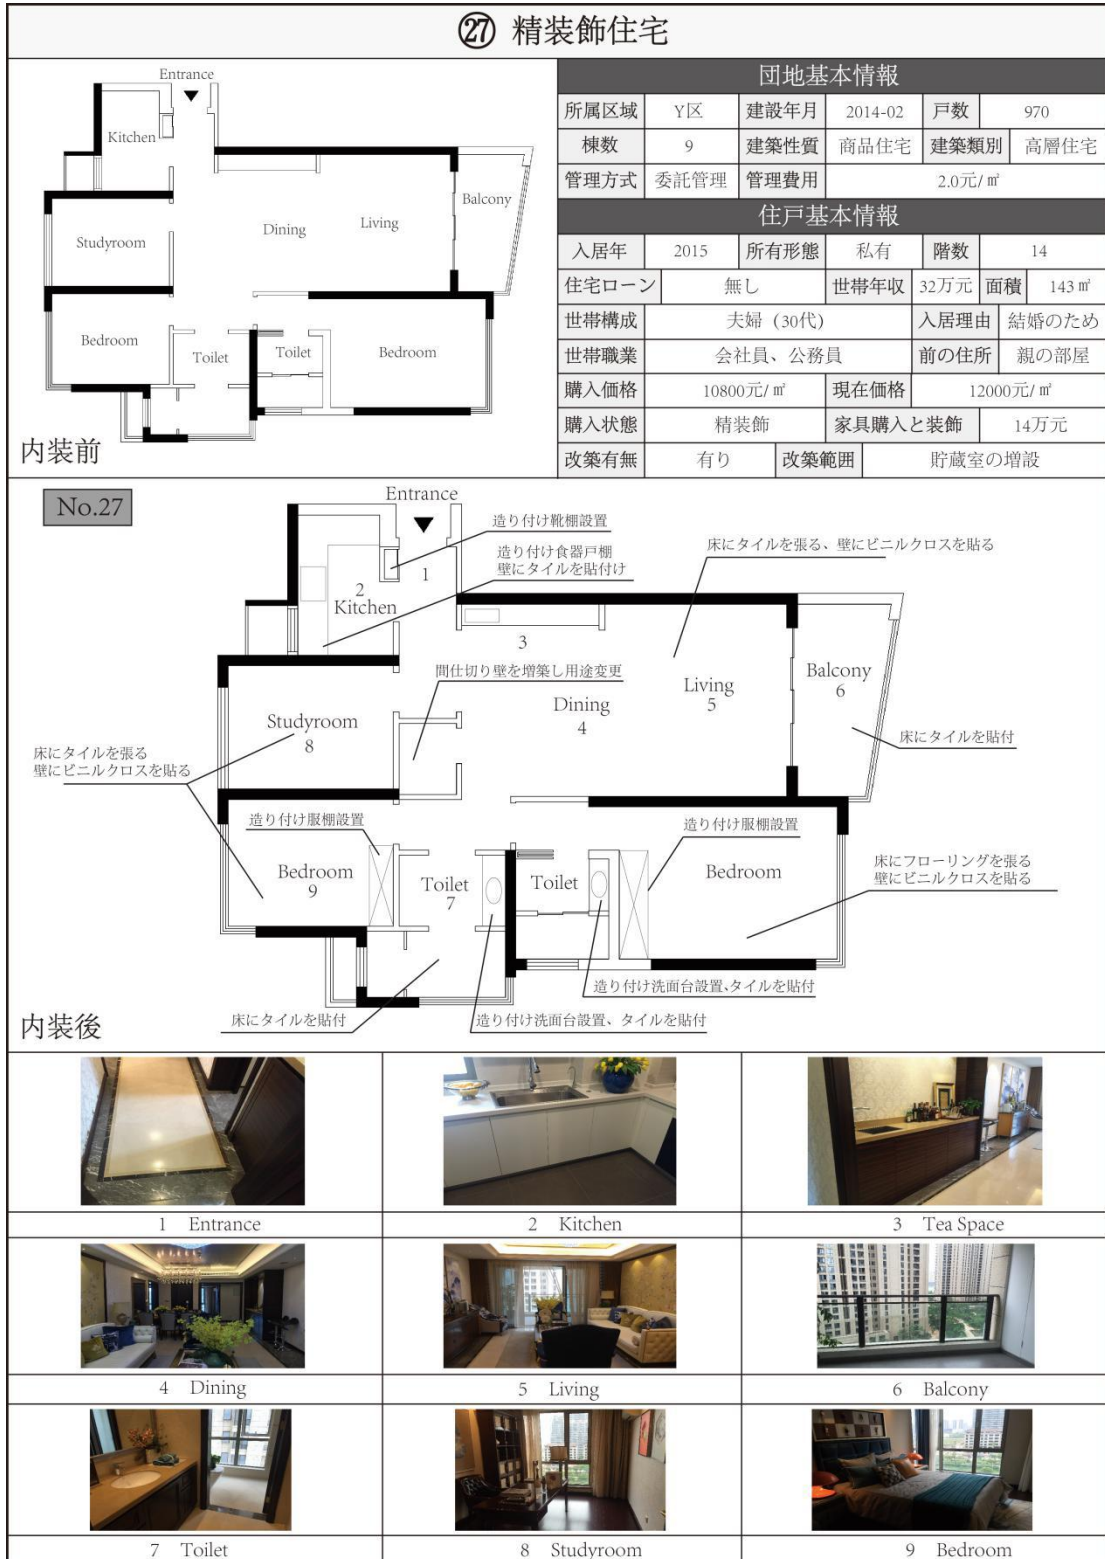 ㉗ 精装飾住宅
Entrance
Kitchen
Balcony
Living
Dining
Studyroom
Bedroom
Toilet
Toilet
Bedroom
内装前
団地基本情報
所属区域 Y区 建設年月 2014-02 戸数 970
棟数 9 建築性質 商品住宅 建築類別 高層住宅
管理方式 委託管理 管理費用 2.0元/㎡
住戸基本情報
入居年 2015 所有形態 私有 階数 14
住宅ローン 無し 世帯年収 32万元 面積 143㎡
世帯構成 夫婦（30代） 入居理由 結婚のため
世帯職業 会社員、公務員 前の住所 親の部屋
購入価格 10800元/㎡ 現在価格 12000元/㎡
購入状態 精装飾 家具購入と装飾 14万元
改築有無 有り 改築範囲 貯蔵室の増設
No.27
Entrance
造り付け靴棚設置
造り付け食器戸棚
壁にタイルを貼付け
床にタイルを張る、壁にビニルクロスを貼る
1
2
Kitchen
3
間仕切り壁を増築し用途変更
Living
5
Balcony
6
Dining
4
Studyroom
8
床にタイルを貼付
床にタイルを張る
壁にビニルクロスを貼る
造り付け服棚設置
造り付け服棚設置
Bedroom
9
Toilet
7
Toilet
Bedroom
床にフローリングを張る
壁にビニルクロスを貼る
造り付け洗面台設置、タイルを貼付
床にタイルを貼付
造り付け洗面台設置、タイルを貼付
内装後
1 Entrance
2 Kitchen
3 Tea Space
4 Dining
5 Living
6 Balcony
7 Toilet
8 Studyroom
9 Bedroom